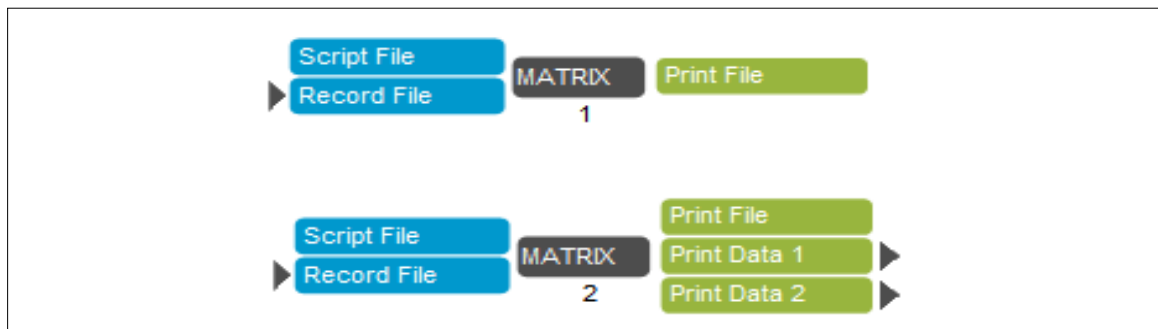 Script File
Record File
MATRIX
1
Print File
Script File
Record File
MATRIX
2
Print File
Print Data 1
Print Data 2